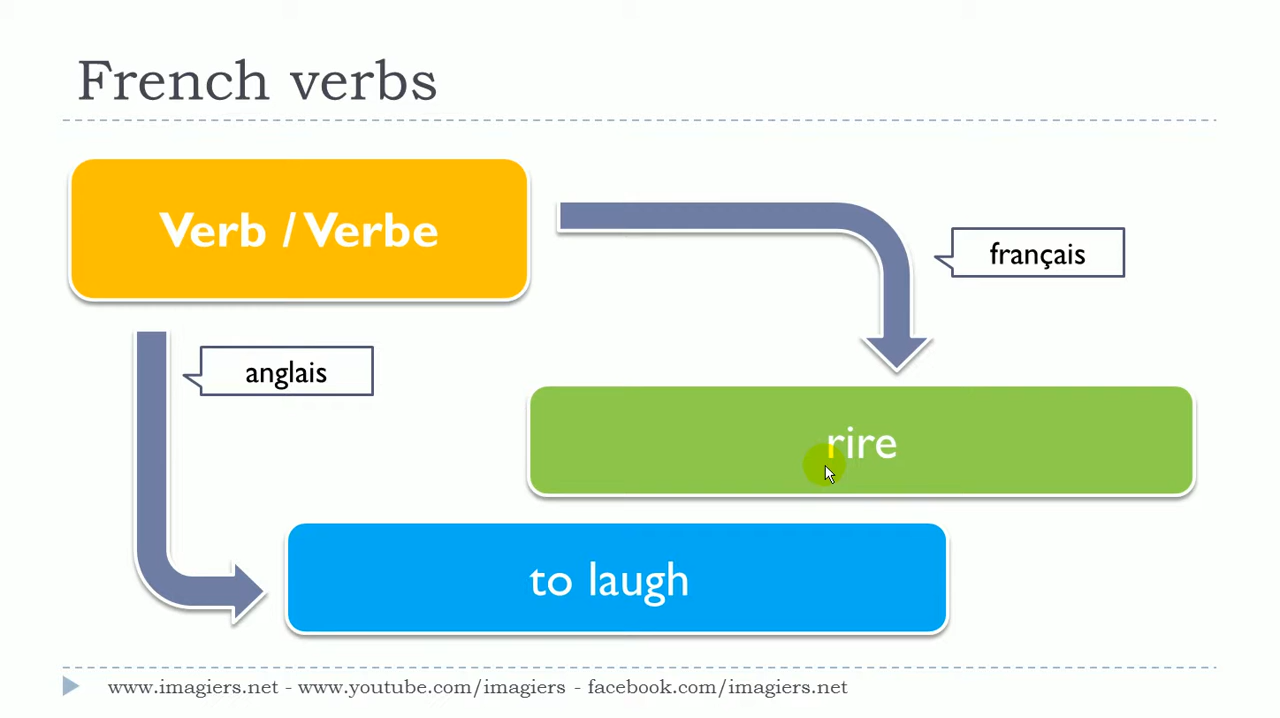 French verbs
Verb / Verbe
français
anglais
rire
to laugh
www.imagiers.net - www.youtube.com/imagiers - facebook.com/imagiers.net